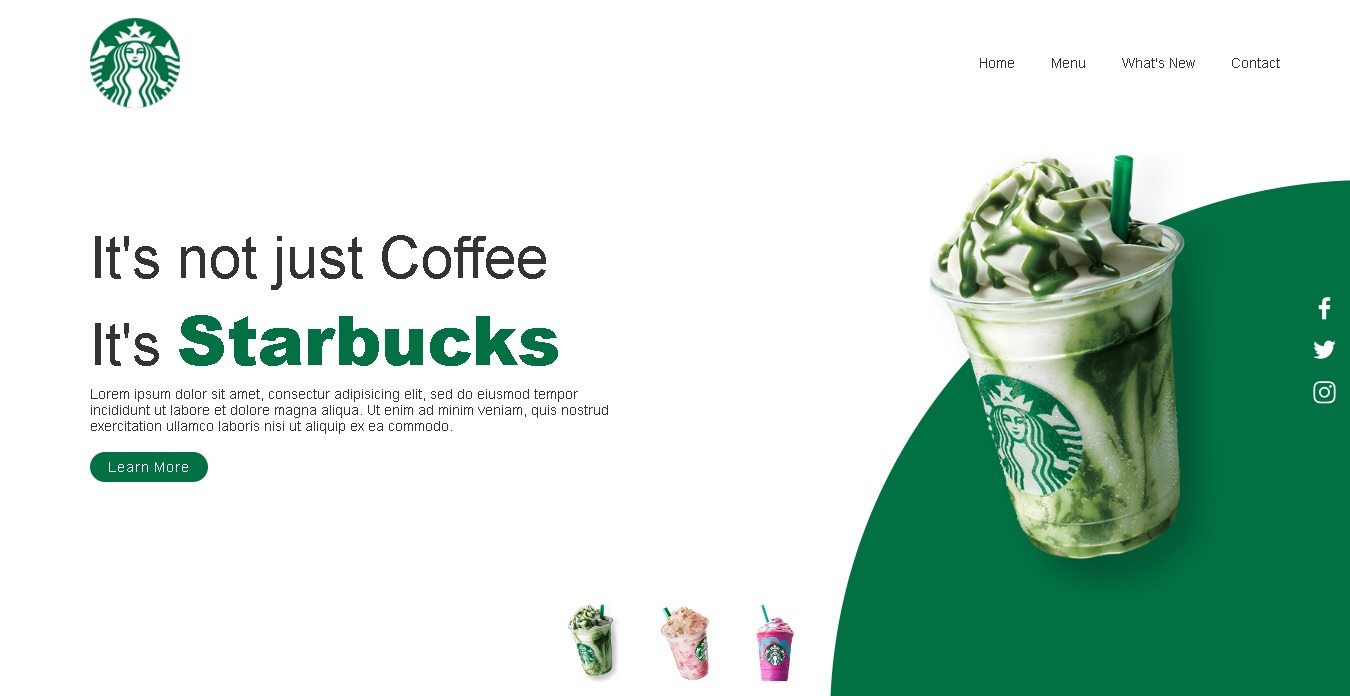 Home Menu What's New Contact
It's not just Coffee
It's Starbucks
Lorem ipsum dolor sit amet, consectur adipisicing elit, sed do eiusmod tempor
incididunt ut labore et dolore magna aliqua. Ut enim ad minim veniam, quis nostrud
exercitation ullamco laboris nisi ut aliquip ex ea commodo.
Learn More